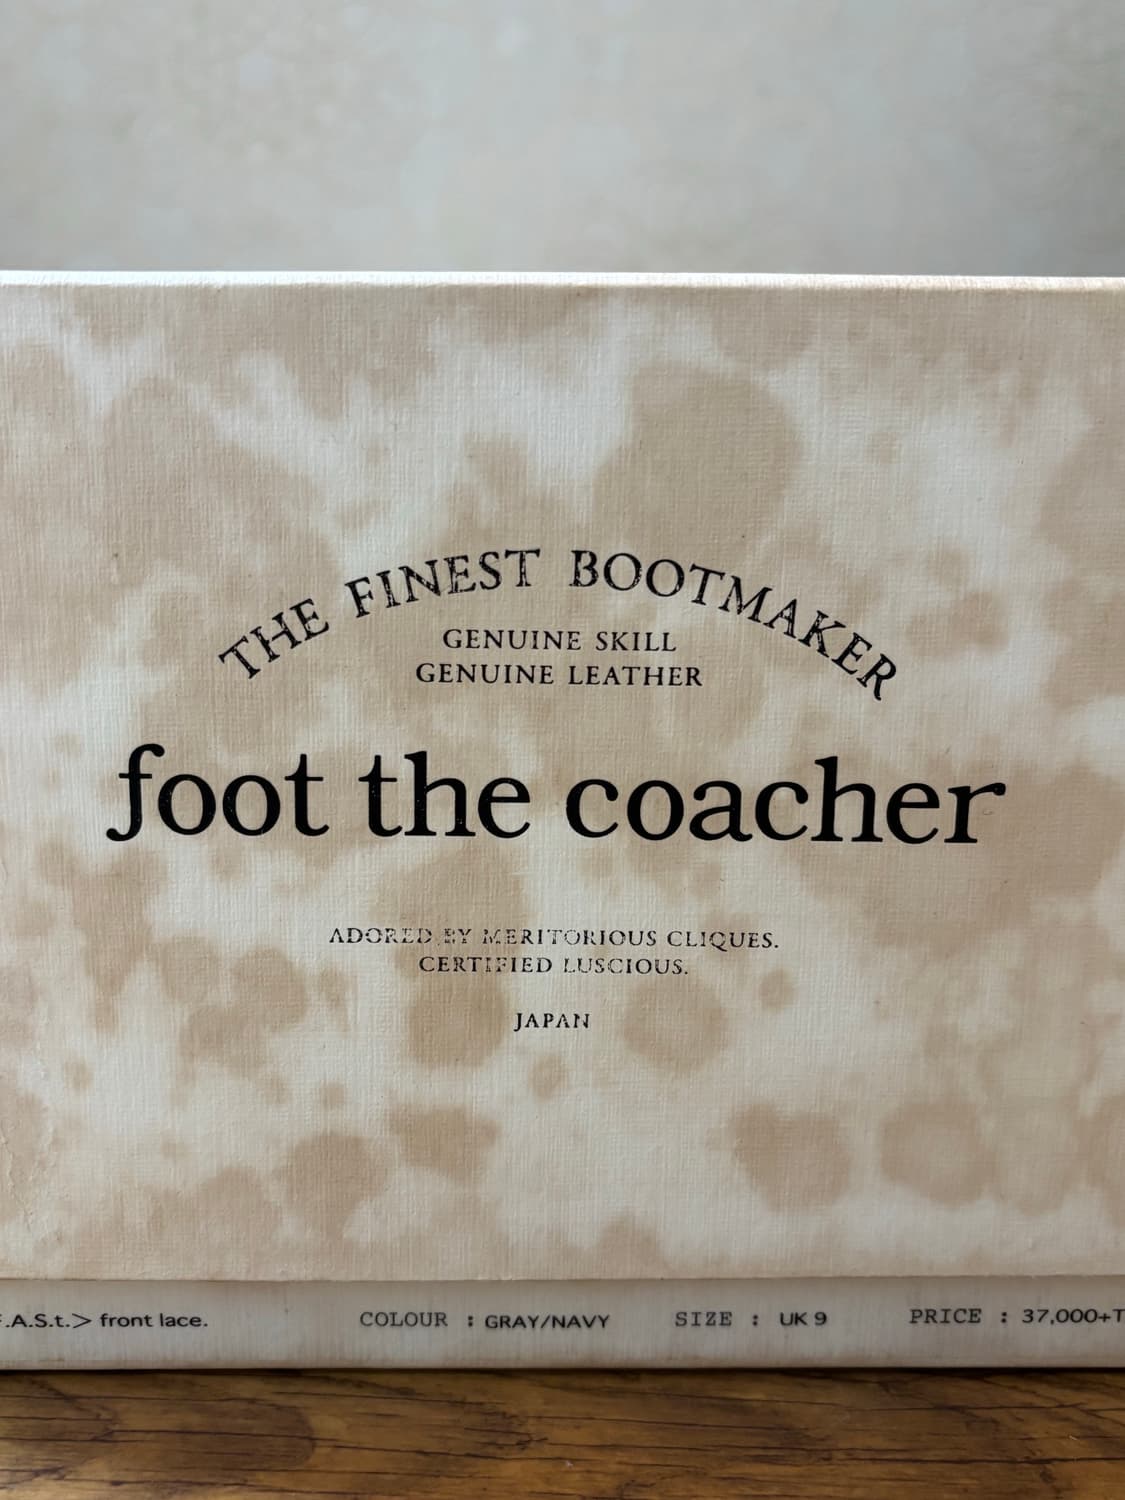 THE FINEST BOOTMAKER
GENUINE SKILL
GENUINE LEATHER
foot the coacher
ADORED BY MERITORIOUS CLIQUES.
CERTIFIED LUSCIOUS.
JAPAN
.A.S.t.> front lace. COLOUR : GRAY/NAVY SIZE : UK 9 PRICE : 37,000+T